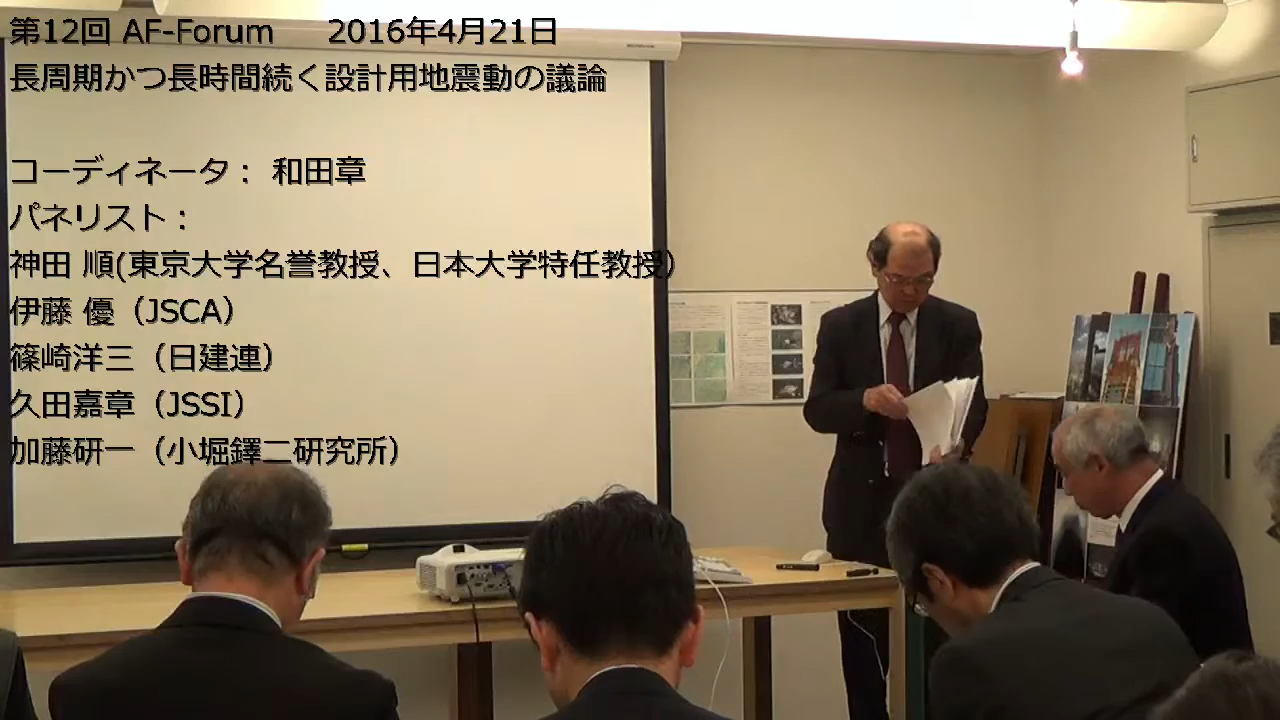 第12回 AF-Forum 2016年4月21日
長周期かつ長時間続く設計用地震動の議論
コーディネータ： 和田章
パネリスト：
神田 順(東京大学名誉教授、日本大学特任教授）
伊藤 優（JSCA）
篠崎洋三（日建連）
久田嘉章（JSSI）
加藤研一（小堀鐸二研究所）